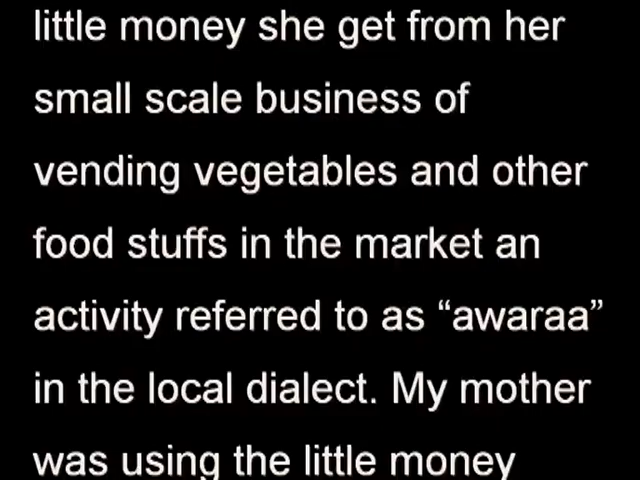 little money she get from her
small scale business of
vending vegetables and other
food stuffs in the market an
activity referred to as “awaraa”
in the local dialect. My mother
was using the little money